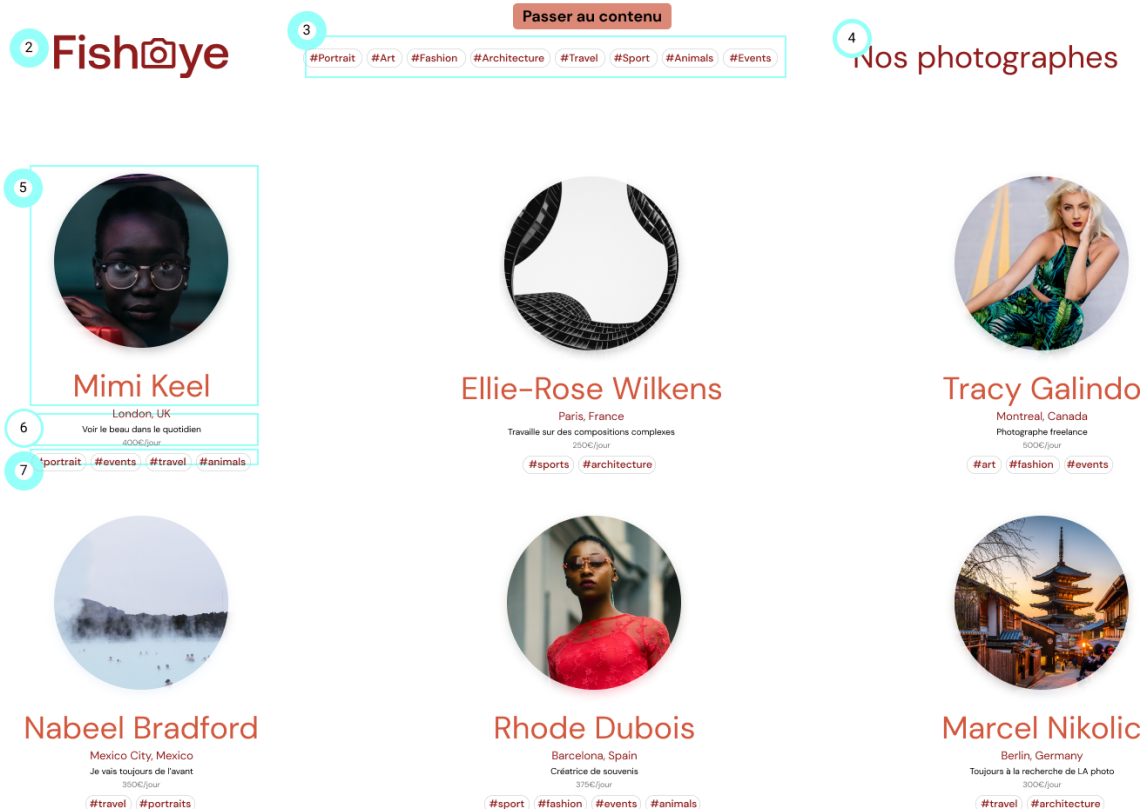 Passer au contenu
2
Fisheye
3
#Portrait #Art #Fashion #Architecture #Travel #Sport #Animals #Events
4
Nos photographes
5
Mimi Keel
London, UK
6
Voir le beau dans le quotidien
400€/jour
7
#portrait #events #travel #animals
Ellie-Rose Wilkens
Paris, France
Travaille sur des compositions complexes
250€/jour
#sports #architecture
Tracy Galindo
Montreal, Canada
Photographe freelance
500€/jour
#art #fashion #events
Nabeel Bradford
Mexico City, Mexico
Je vais toujours de l'avant
350€/jour
#travel #portraits
Rhode Dubois
Barcelona, Spain
Créatrice de souvenis
375€/jour
#sport #fashion #events #animals
Marcel Nikolic
Berlin, Germany
Toujours à la recherche de LA photo
300€/jour
#travel #architecture